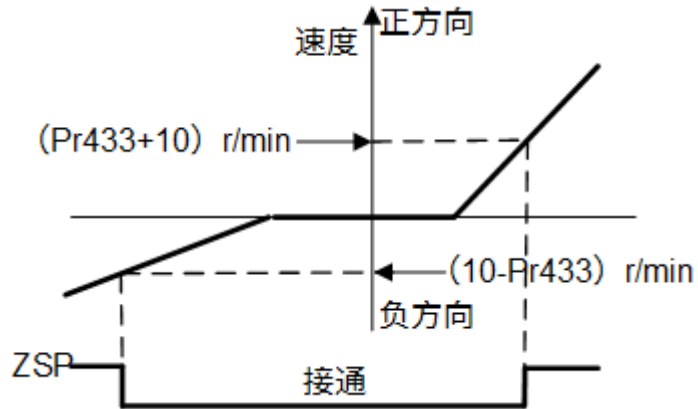 正方向
速度
（Pr433+10）r/min
（10-Pr433）r/min
负方向
ZSP
接通